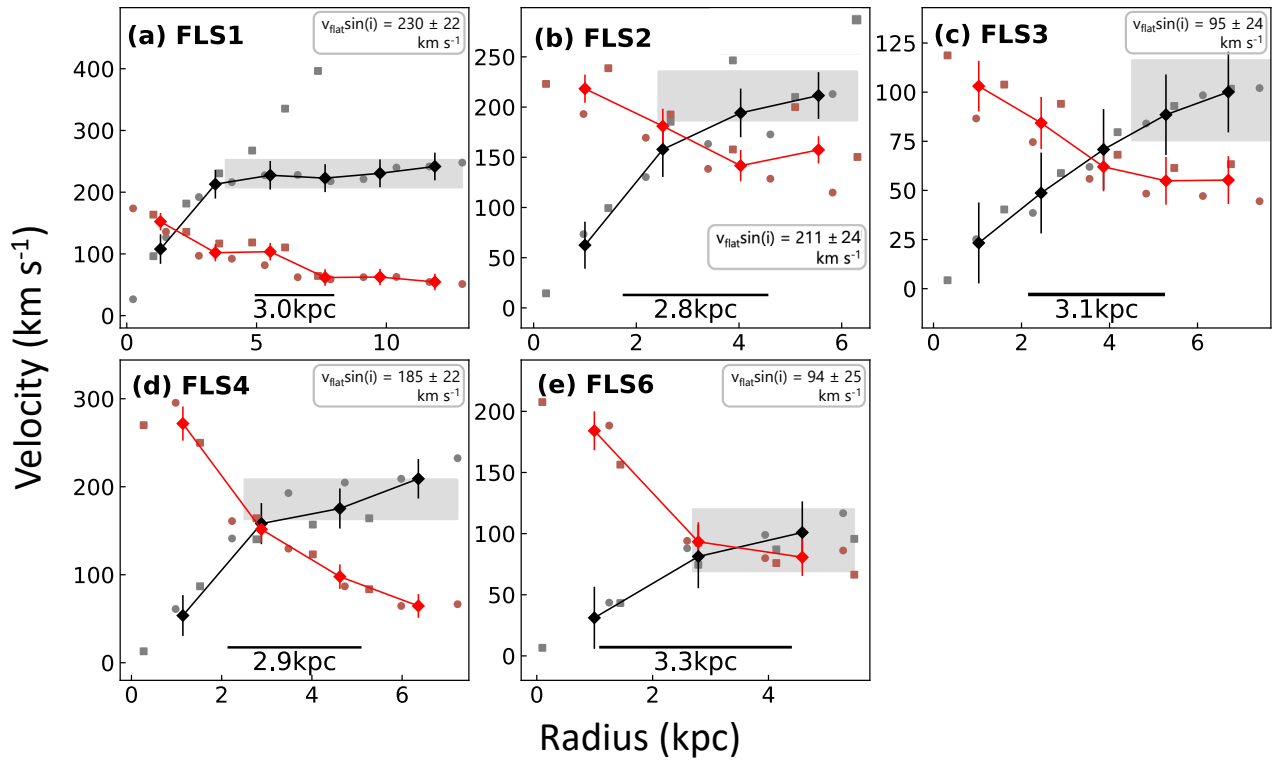 (a) FLS1
v_flat sin(i) = 230 ± 22
km s⁻¹
400
300
200
100
0
0 5 10
3.0kpc
(b) FLS2
v_flat sin(i) = 211 ± 24
km s⁻¹
250
200
150
100
50
0
0 2 4 6
2.8kpc
(c) FLS3
v_flat sin(i) = 95 ± 24
km s⁻¹
125
100
75
50
25
0
0 2 4 6
3.1kpc
(d) FLS4
v_flat sin(i) = 185 ± 22
km s⁻¹
300
200
100
0
0 2 4 6
2.9kpc
(e) FLS6
v_flat sin(i) = 94 ± 25
km s⁻¹
200
150
100
50
0
0 2 4
3.3kpc
Velocity (km s⁻¹)
Radius (kpc)